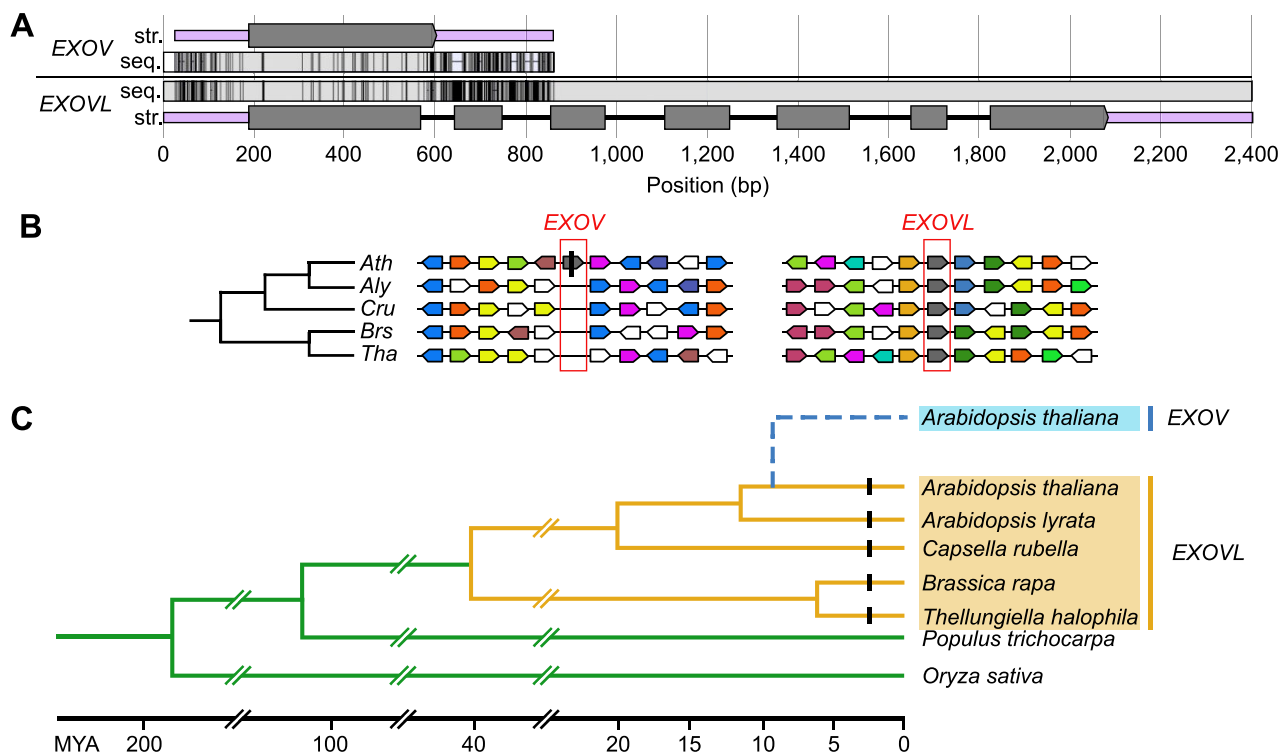 A
EXOV
str.
seq.
EXOVL
seq.
str.
0 200 400 600 800 1,000 1,200 1,400 1,600 1,800 2,000 2,200 2,400
Position (bp)
B
EXOV EXOVL
Ath
Aly
Cru
Brs
Tha
C
Arabidopsis thaliana EXOV
Arabidopsis thaliana
Arabidopsis lyrata
Capsella rubella EXOVL
Brassica rapa
Thellungiella halophila
Populus trichocarpa
Oryza sativa
MYA 200 100 40 20 15 10 5 0